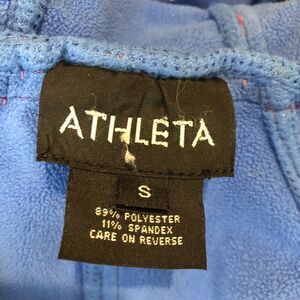 ATHLETA
S
89% POLYESTER
11% SPANDEX
CARE ON REVERSE